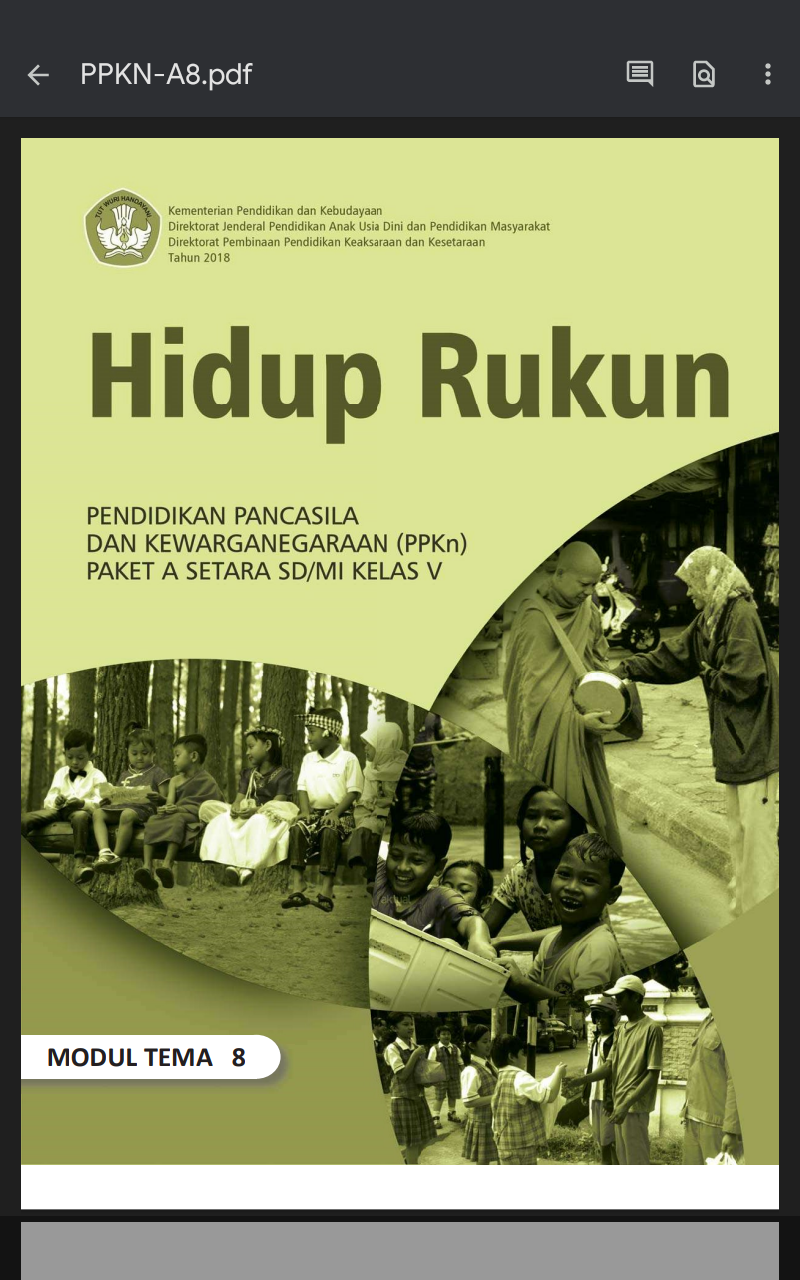 PPKN-A8.pdf
TUT WURI HANDAYANI
Kementerian Pendidikan dan Kebudayaan
Direktorat Jenderal Pendidikan Anak Usia Dini dan Pendidikan Masyarakat
Direktorat Pembinaan Pendidikan Keaksaraan dan Kesetaraan
Tahun 2018
Hidup Rukun
PENDIDIKAN PANCASILA
DAN KEWARGANEGARAAN (PPKn)
PAKET A SETARA SD/MI KELAS V
aktual
MODUL TEMA 8